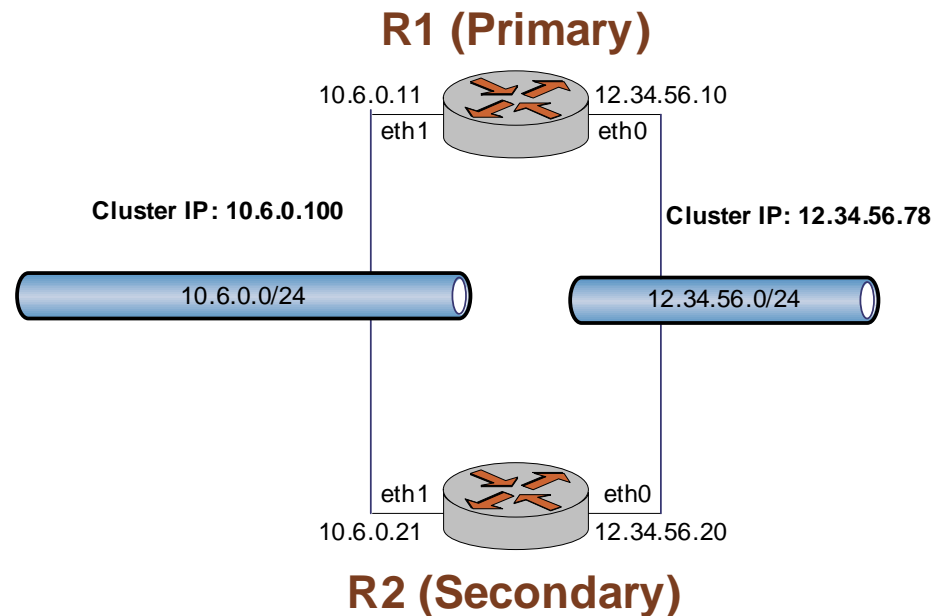 R1 (Primary)
10.6.0.11
12.34.56.10
eth1
eth0
Cluster IP: 10.6.0.100
Cluster IP: 12.34.56.78
10.6.0.0/24
12.34.56.0/24
eth1
eth0
10.6.0.21
12.34.56.20
R2 (Secondary)